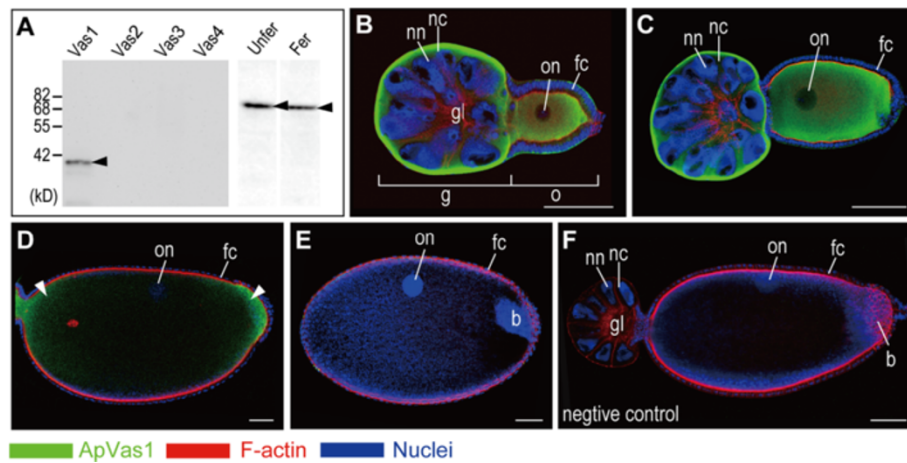 A
Vas1 Vas2 Vas3 Vas4 Unfer Fer
82
68
55
42
(kD)
B
nn nc
on fc
gl
g o
C
nn nc
on
fc
D
on
fc
E
on
fc
b
F
nn nc
on
fc
gl
b
negtive control
ApVas1 F-actin Nuclei